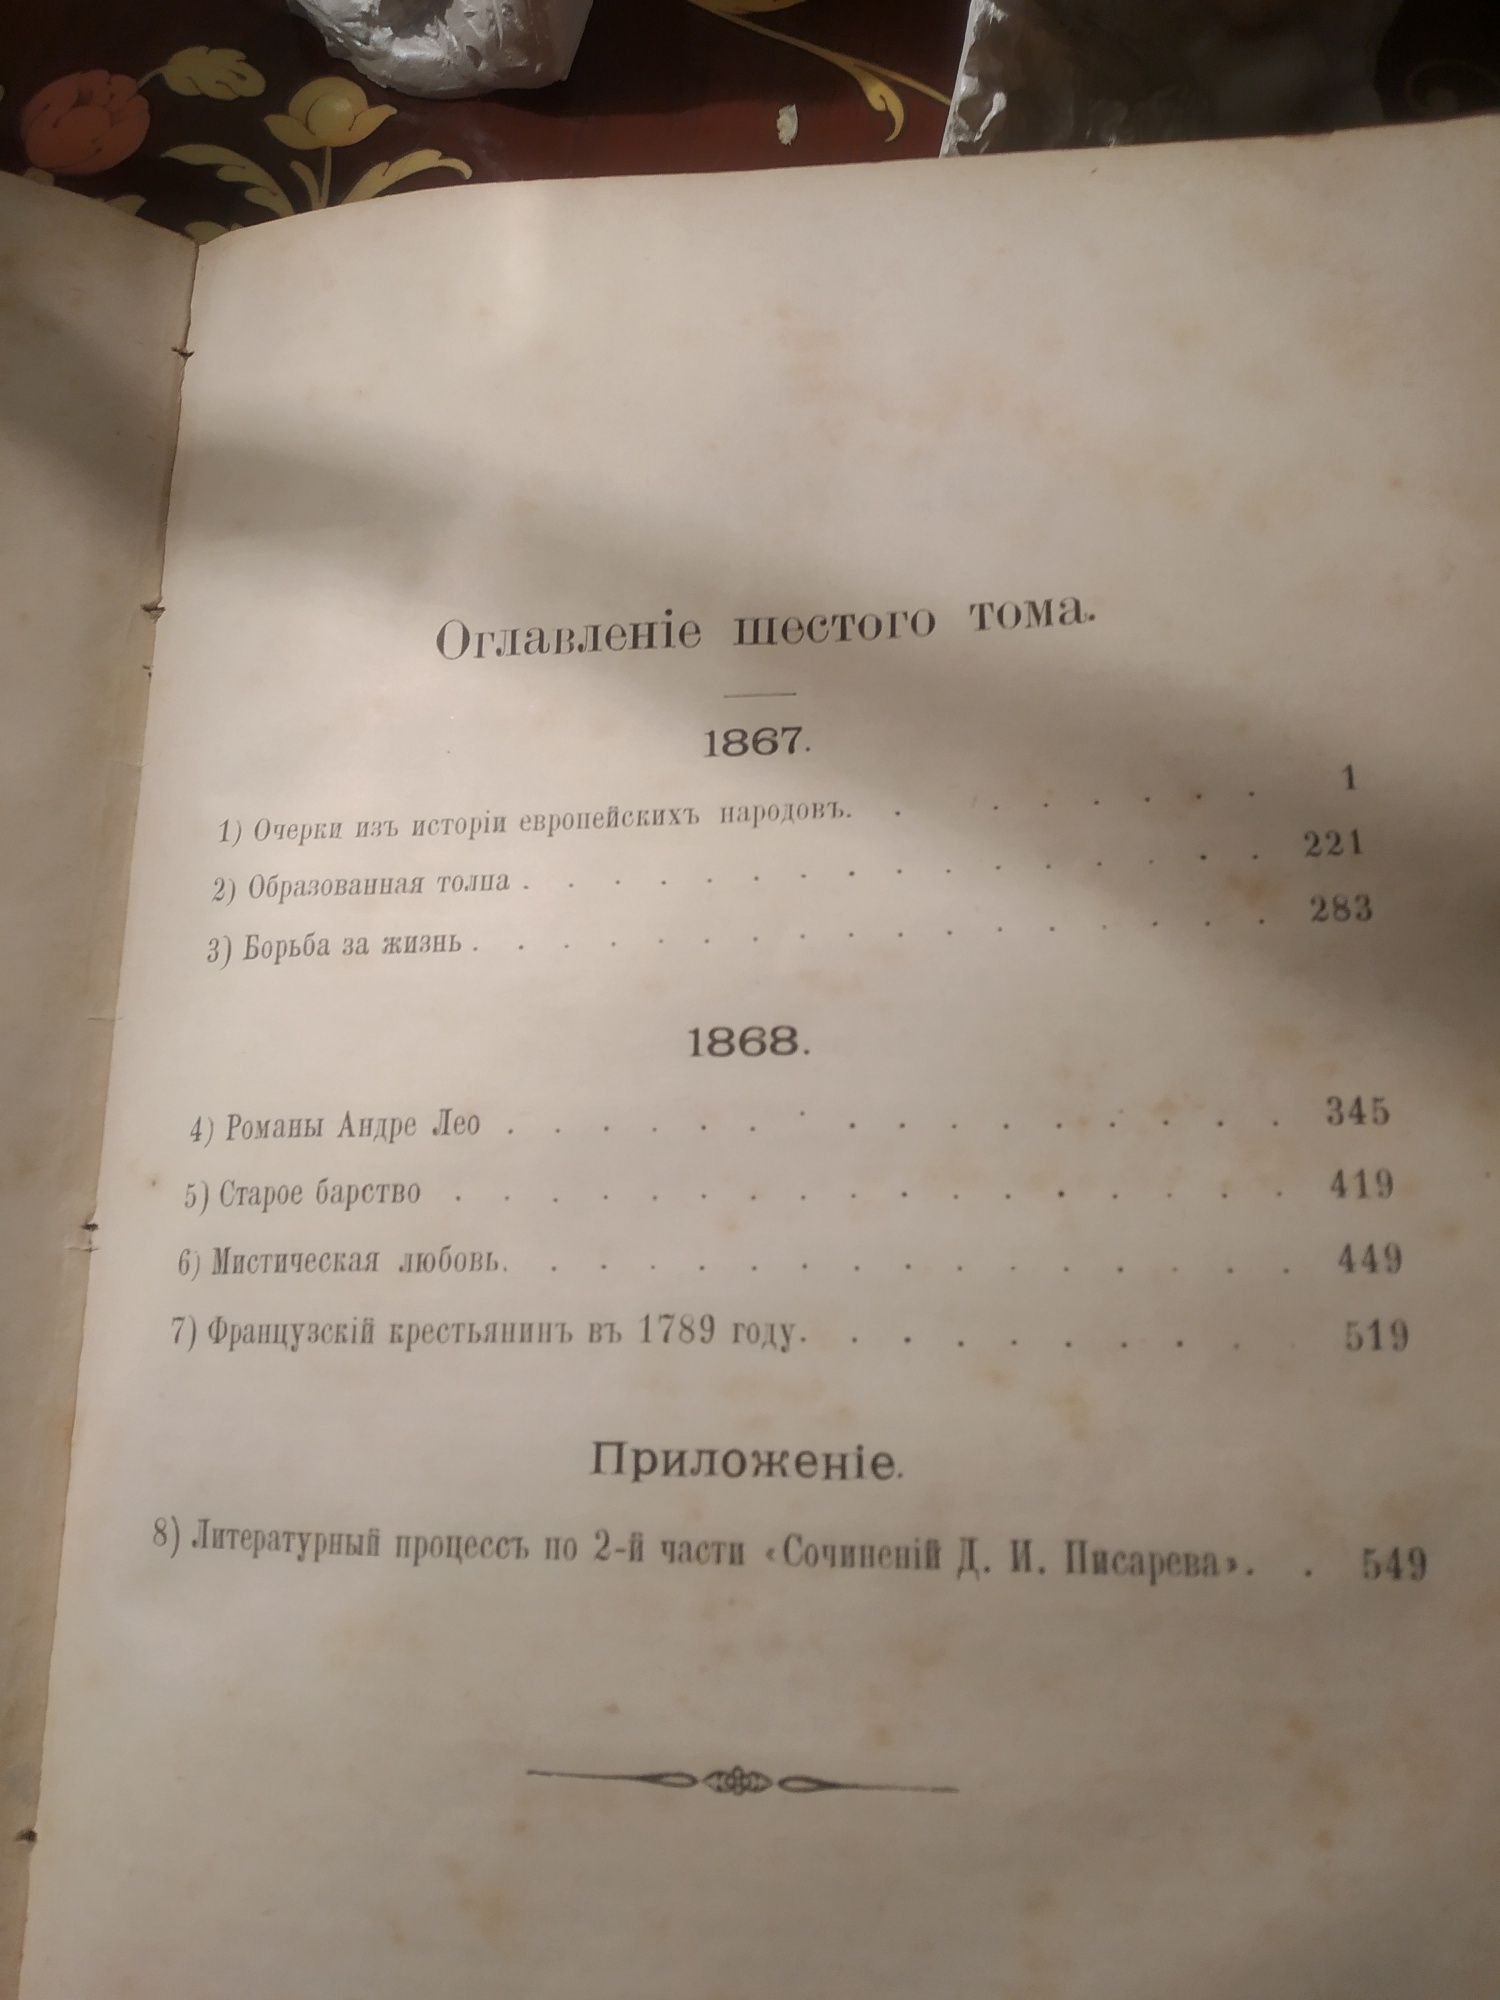 Оглавленіе шестого тома.
1867.
1) Очерки изъ исторіи европейскихъ народовъ. . . . . . . . 1
2) Образованная толпа . . . . . . . . . . . . . . . . 221
3) Борьба за жизнь . . . . . . . . . . . . . . . . . . 283
1868.
4) Романы Андре Лео . . . . . . . . . . . . . . . . 345
5) Старое барство . . . . . . . . . . . . . . . . . 419
6) Мистическая любовь. . . . . . . . . . . . . . . . 449
7) Французскій крестьянинъ въ 1789 году. . . . . . . . . . 519
Приложеніе.
8) Литературный процессъ по 2-й части «Сочиненій Д. И. Писарева». . 549